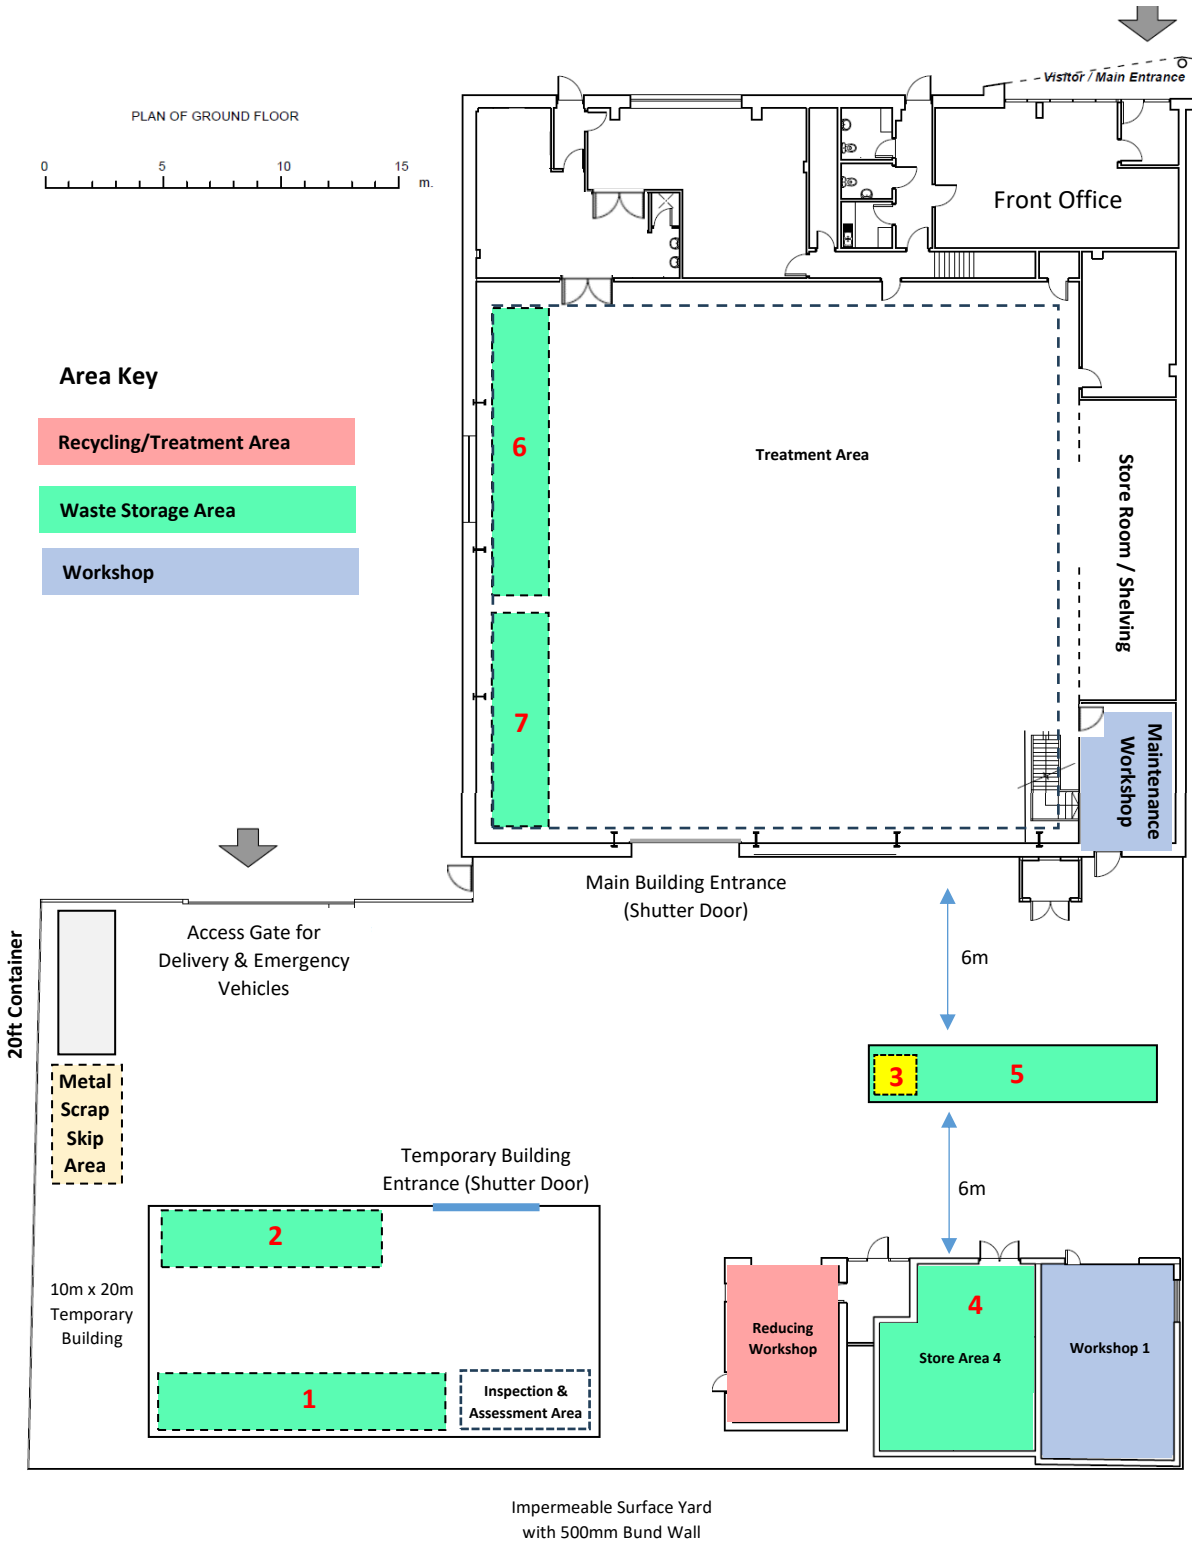 Visitor / Main Entrance
PLAN OF GROUND FLOOR
0 5 10 15
m.
Front Office
Area Key
Recycling/Treatment Area
Waste Storage Area
Workshop
6
Treatment Area
Store Room / Shelving
7
Maintenance
Workshop
Main Building Entrance
(Shutter Door)
Access Gate for
Delivery & Emergency
Vehicles
20ft Container
6m
3
5
Metal
Scrap
Skip
Area
Temporary Building
Entrance (Shutter Door)
6m
2
10m x 20m
Temporary
Building
4
Reducing
Workshop
Store Area 4
Workshop 1
1
Inspection &
Assessment Area
Impermeable Surface Yard
with 500mm Bund Wall